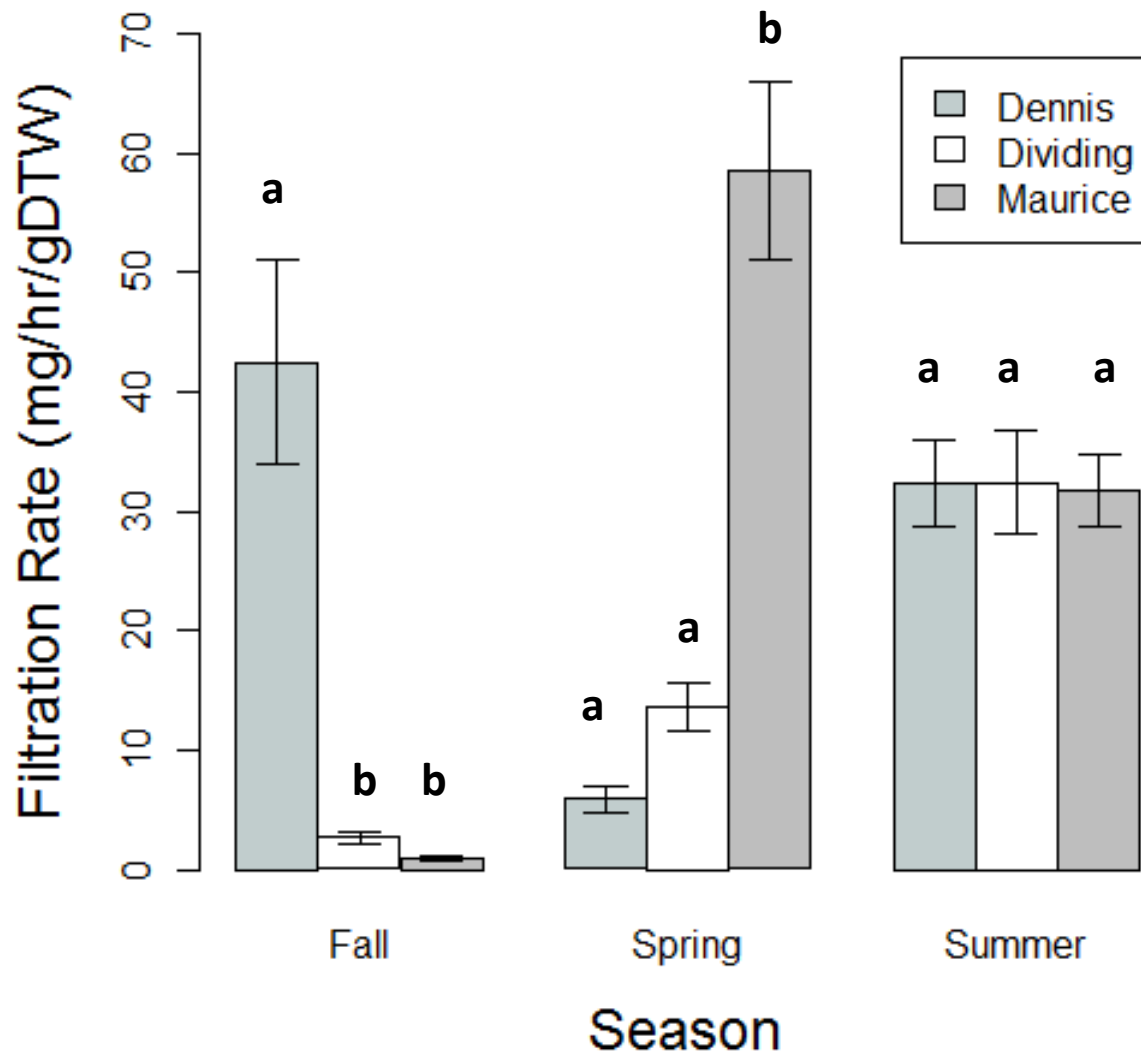 Filtration Rate (mg/hr/gDTW)
70
60
50
40
30
20
10
0
b
a
a
a
a
a
a
b
b
Dennis
Dividing
Maurice
Fall
Spring
Summer
Season